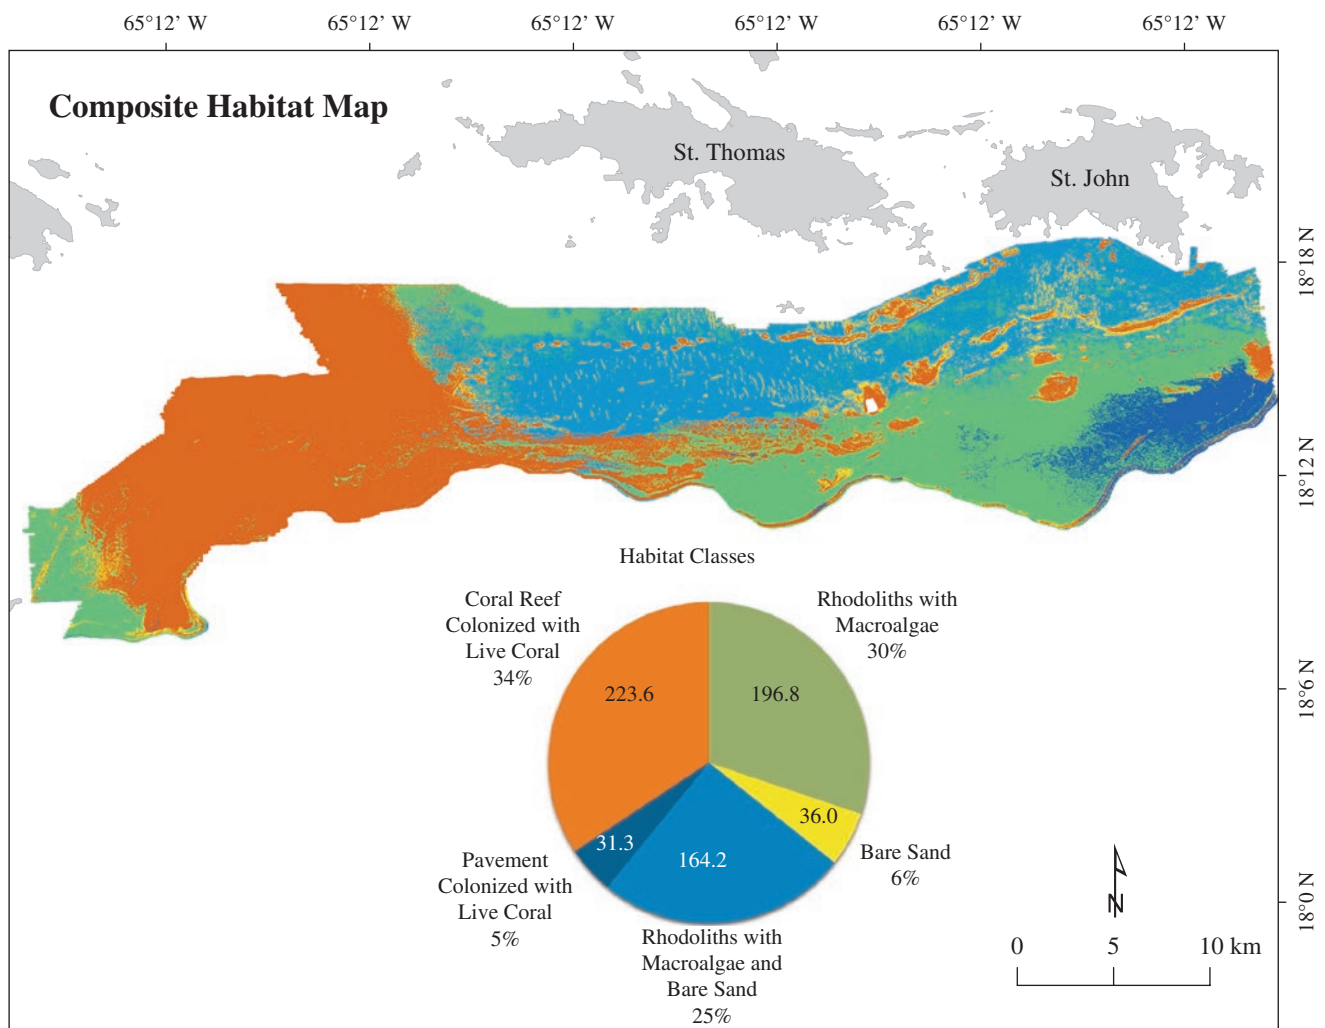 65°12’ W 65°12’ W 65°12’ W 65°12’ W 65°12’ W 65°12’ W
Composite Habitat Map
St. Thomas
St. John
18°18 N
18°12 N
18°6 N
18°0 N
Habitat Classes
Coral Reef
Colonized with
Live Coral
34%
Rhodoliths with
Macroalgae
30%
223.6
196.8
36.0
31.3
164.2
Bare Sand
6%
Pavement
Colonized with
Live Coral
5%
Rhodoliths with
Macroalgae and
Bare Sand
25%
N
0 5 10 km